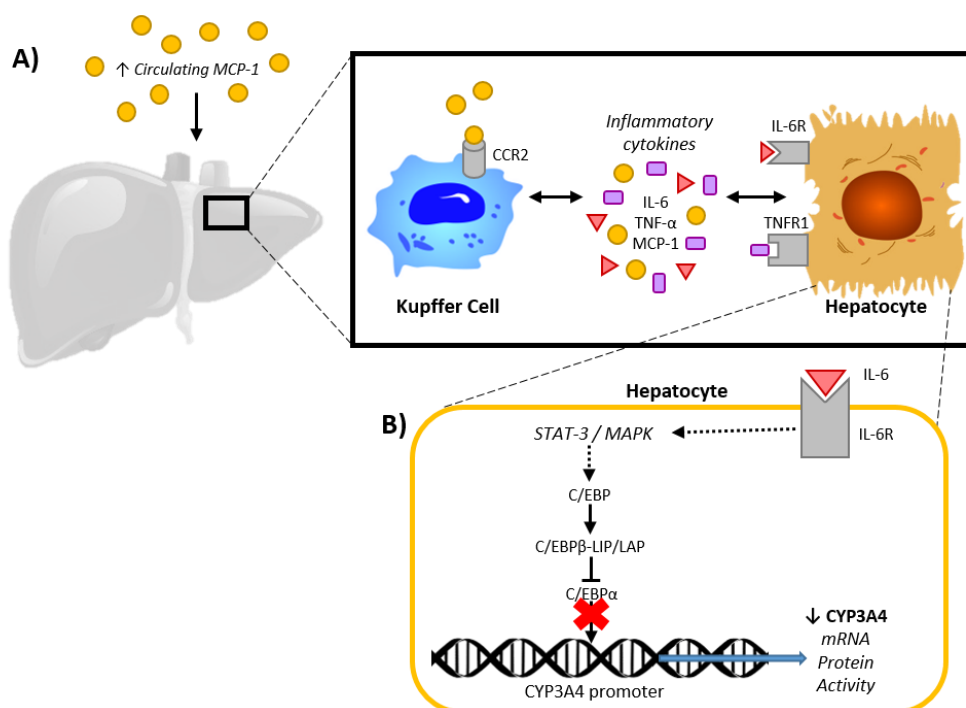 A)
↑ Circulating MCP-1
CCR2
Kupffer Cell
Inflammatory
cytokines
IL-6
TNF-α
MCP-1
IL-6R
TNFR1
Hepatocyte
B)
Hepatocyte
IL-6
IL-6R
STAT-3 / MAPK
C/EBP
C/EBPβ-LIP/LAP
C/EBPα
CYP3A4 promoter
↓ CYP3A4
mRNA
Protein
Activity